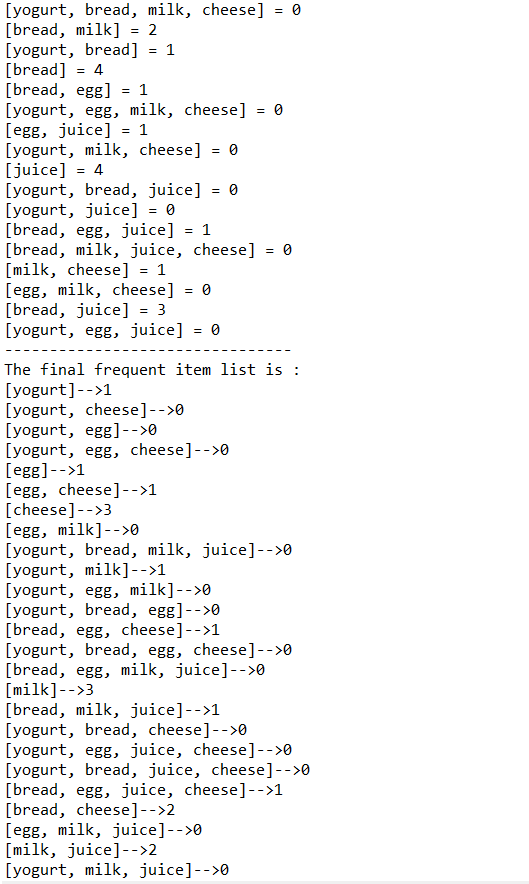 [yogurt, bread, milk, cheese] = 0
[bread, milk] = 2
[yogurt, bread] = 1
[bread] = 4
[bread, egg] = 1
[yogurt, egg, milk, cheese] = 0
[egg, juice] = 1
[yogurt, milk, cheese] = 0
[juice] = 4
[yogurt, bread, juice] = 0
[yogurt, juice] = 0
[bread, egg, juice] = 1
[bread, milk, juice, cheese] = 0
[milk, cheese] = 1
[egg, milk, cheese] = 0
[bread, juice] = 3
[yogurt, egg, juice] = 0
--------------------------------
The final frequent item list is :
[yogurt]-->1
[yogurt, cheese]-->0
[yogurt, egg]-->0
[yogurt, egg, cheese]-->0
[egg]-->1
[egg, cheese]-->1
[cheese]-->3
[egg, milk]-->0
[yogurt, bread, milk, juice]-->0
[yogurt, milk]-->1
[yogurt, egg, milk]-->0
[yogurt, bread, egg]-->0
[bread, egg, cheese]-->1
[yogurt, bread, egg, cheese]-->0
[bread, egg, milk, juice]-->0
[milk]-->3
[bread, milk, juice]-->1
[yogurt, bread, cheese]-->0
[yogurt, egg, juice, cheese]-->0
[yogurt, bread, juice, cheese]-->0
[bread, egg, juice, cheese]-->1
[bread, cheese]-->2
[egg, milk, juice]-->0
[milk, juice]-->2
[yogurt, milk, juice]-->0